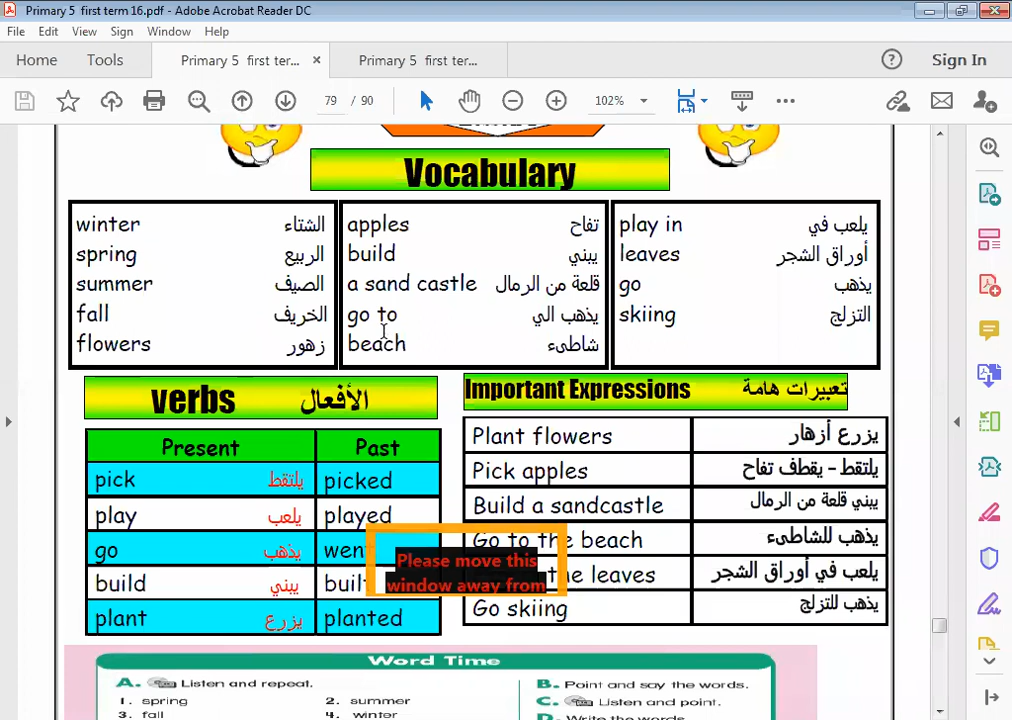 Primary 5 first term 16.pdf - Adobe Acrobat Reader DC
File Edit View Sign Window Help
Home Tools Primary 5 first ter... × Primary 5 first ter... Sign In
79 / 90 102%
Vocabulary
winter الشتاء
spring الربيع
summer الصيف
fall الخريف
flowers زهور
apples تفاح
build يبني
a sand castle قلعة من الرمال
go to يذهب الي
beach شاطىء
play in يلعب في
leaves أوراق الشجر
go يذهب
skiing التزلج
verbs الأفعال
Present Past
pick يلتقط picked
play يلعب played
go يذهب went
build يبني built
plant يزرع planted
Important Expressions تعبيرات هامة
Plant flowers يزرع أزهار
Pick apples يلتقط - يقطف تفاح
Build a sandcastle يبني قلعة من الرمال
Go to the beach يذهب للشاطىء
the leaves يلعب في أوراق الشجر
Go skiing يذهب للتزلج
Please move this
window away from
Word Time
A. Listen and repeat.
1. spring 2. summer
3. fall 4. winter
B. Point and say the words.
C. Listen and point.
D. Write the words.